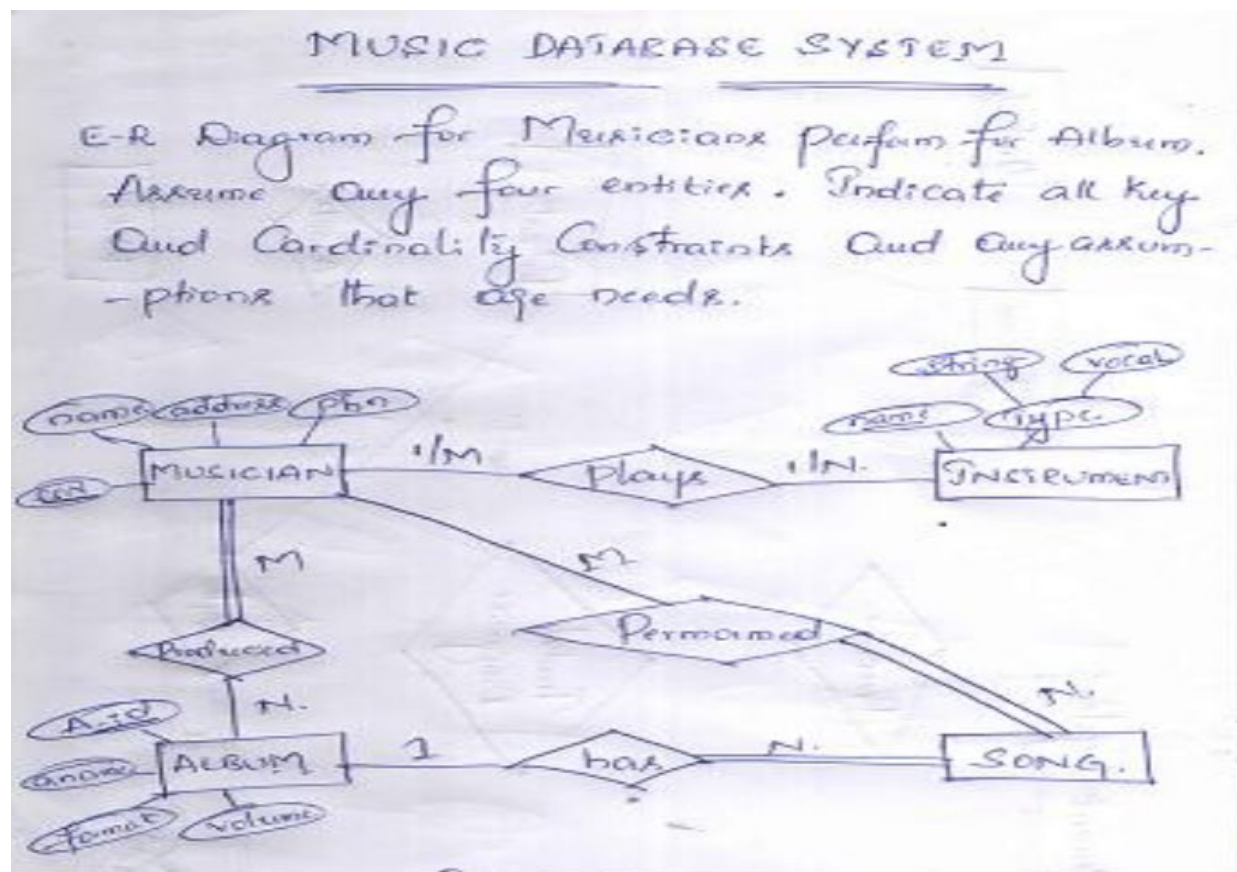 MUSIC DATABASE SYSTEM
E-R Diagram for Musicians perform for Album.
Assume any four entities. Indicate all key
and Cardinality Constraints and any assum-
-ptions that are needs.
string vocal
name address phn name Type
MUSICIAN 1/M Plays 1/N. INSTRUMENT
M M
Performed
Produced
N. N.
A_id
ALBUM 1 has N. SONG.
aname
format volume